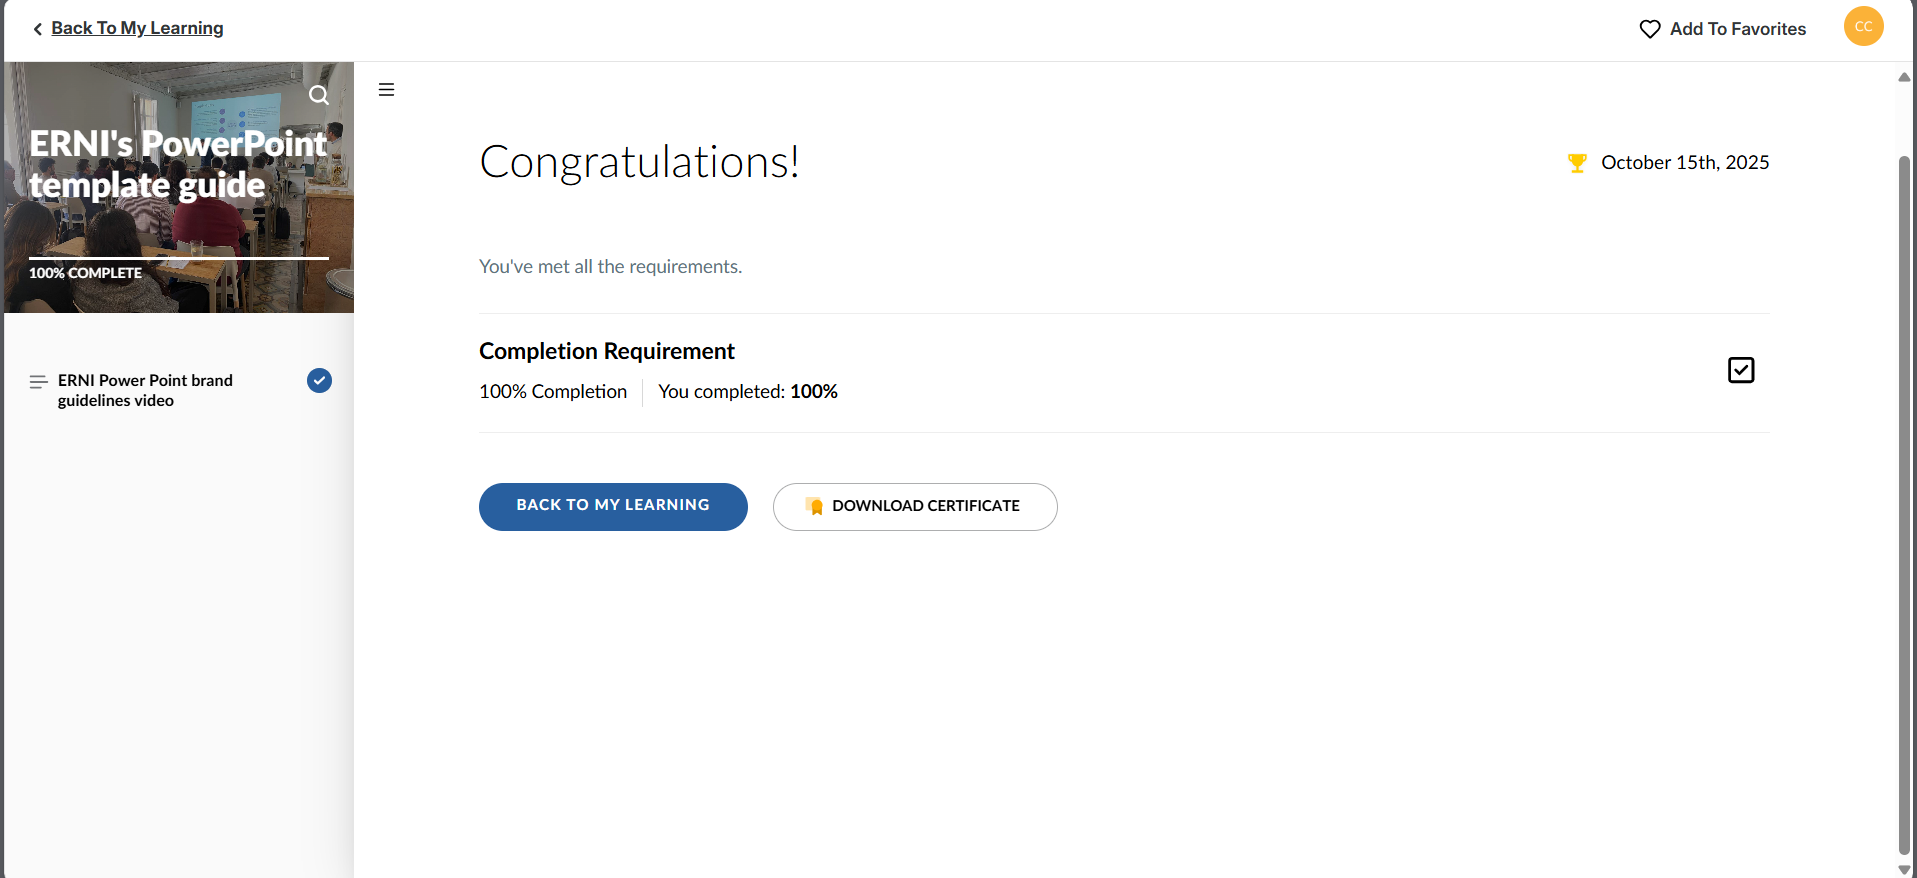 Back To My Learning
Add To Favorites
CC
ERNI's PowerPoint
template guide
100% COMPLETE
ERNI Power Point brand
guidelines video
Congratulations!
October 15th, 2025
You've met all the requirements.
Completion Requirement
100% Completion
You completed: 100%
BACK TO MY LEARNING
DOWNLOAD CERTIFICATE